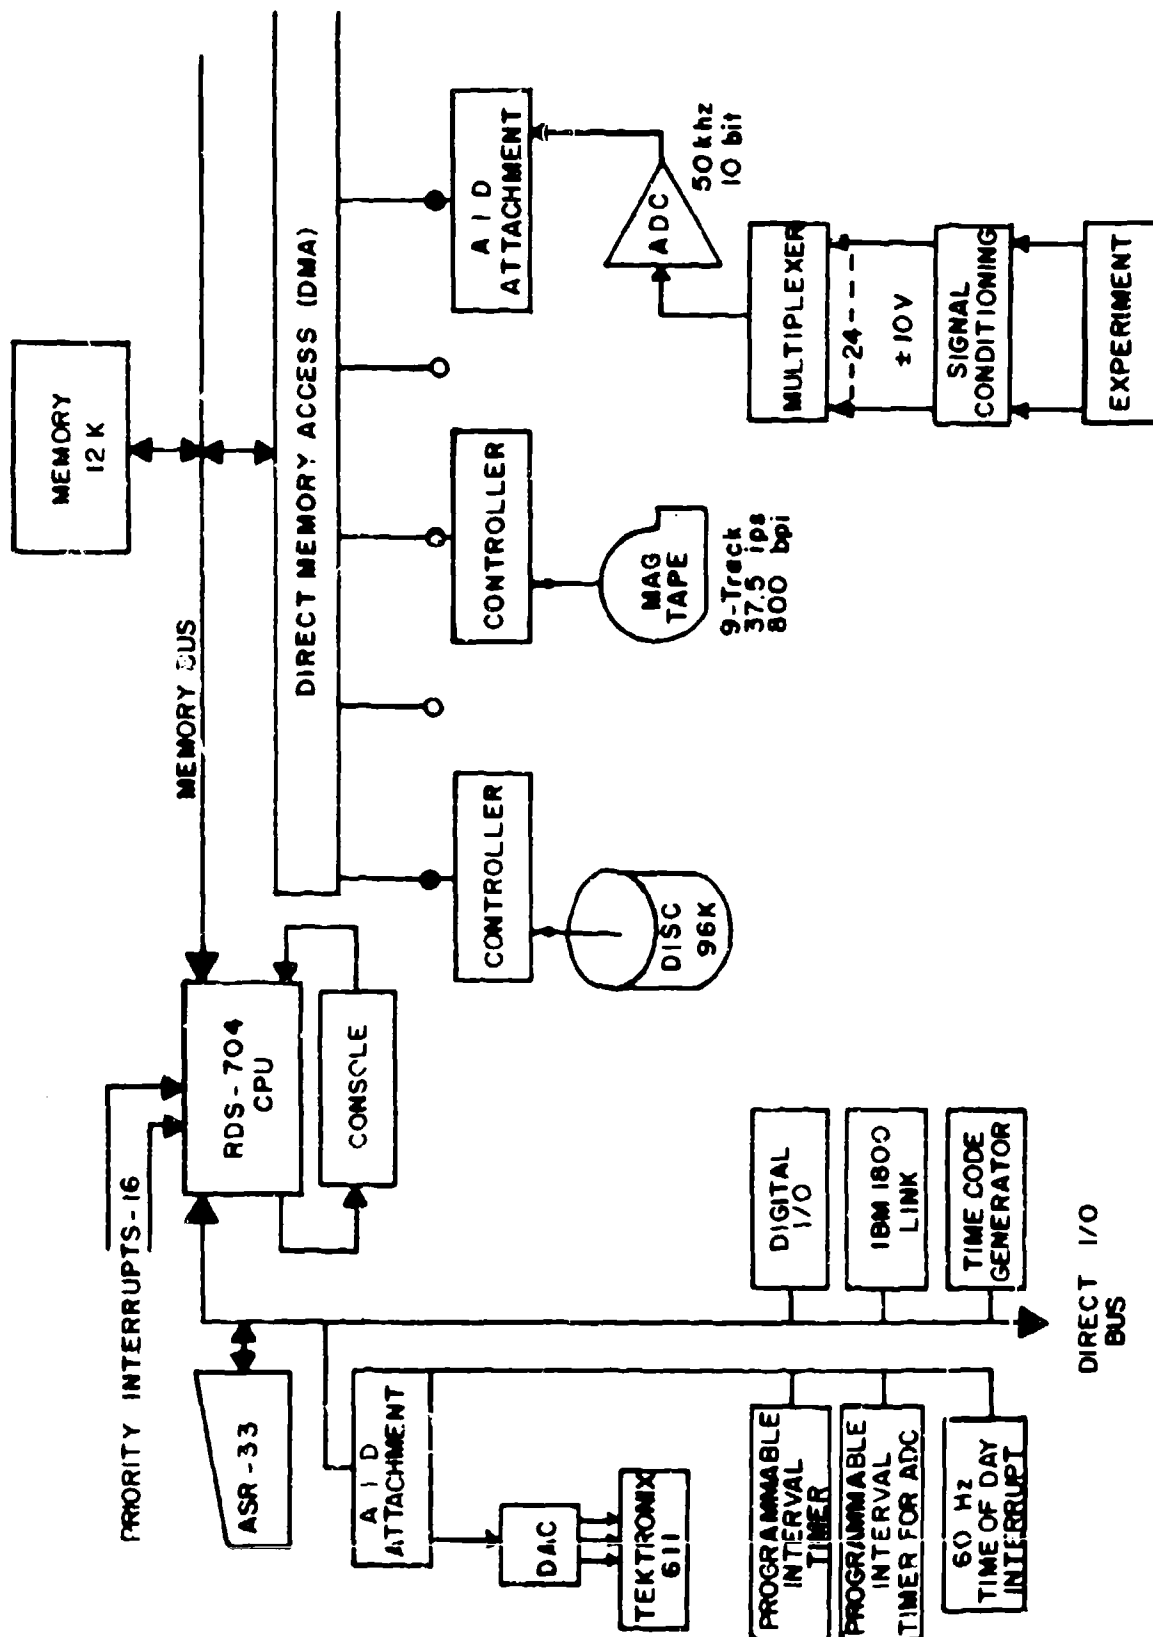 PRIORITY INTERRUPTS-16
MEMORY
12K
MEMORY BUS
RDS-704
CPU
CONSOLE
DIRECT MEMORY ACCESS (DMA)
ASR-33
A I D
ATTACHMENT
DAC
TEKTRONIX
611
CONTROLLER
DISC
96K
CONTROLLER
MAG
TAPE
9-Track
37.5 ips
800 bpi
A I D
ATTACHMENT
ADC
50khz
10 bit
MULTIPLEXER
--24----
±10V
SIGNAL
CONDITIONING
EXPERIMENT
PROGRAMMABLE
INTERVAL
TIMER
PROGRAMMABLE
INTERVAL
TIMER FOR ADC
60 Hz
TIME OF DAY
INTERRUPT
DIGITAL
I/O
IBM 1800
LINK
TIME CODE
GENERATOR
DIRECT I/O
BUS